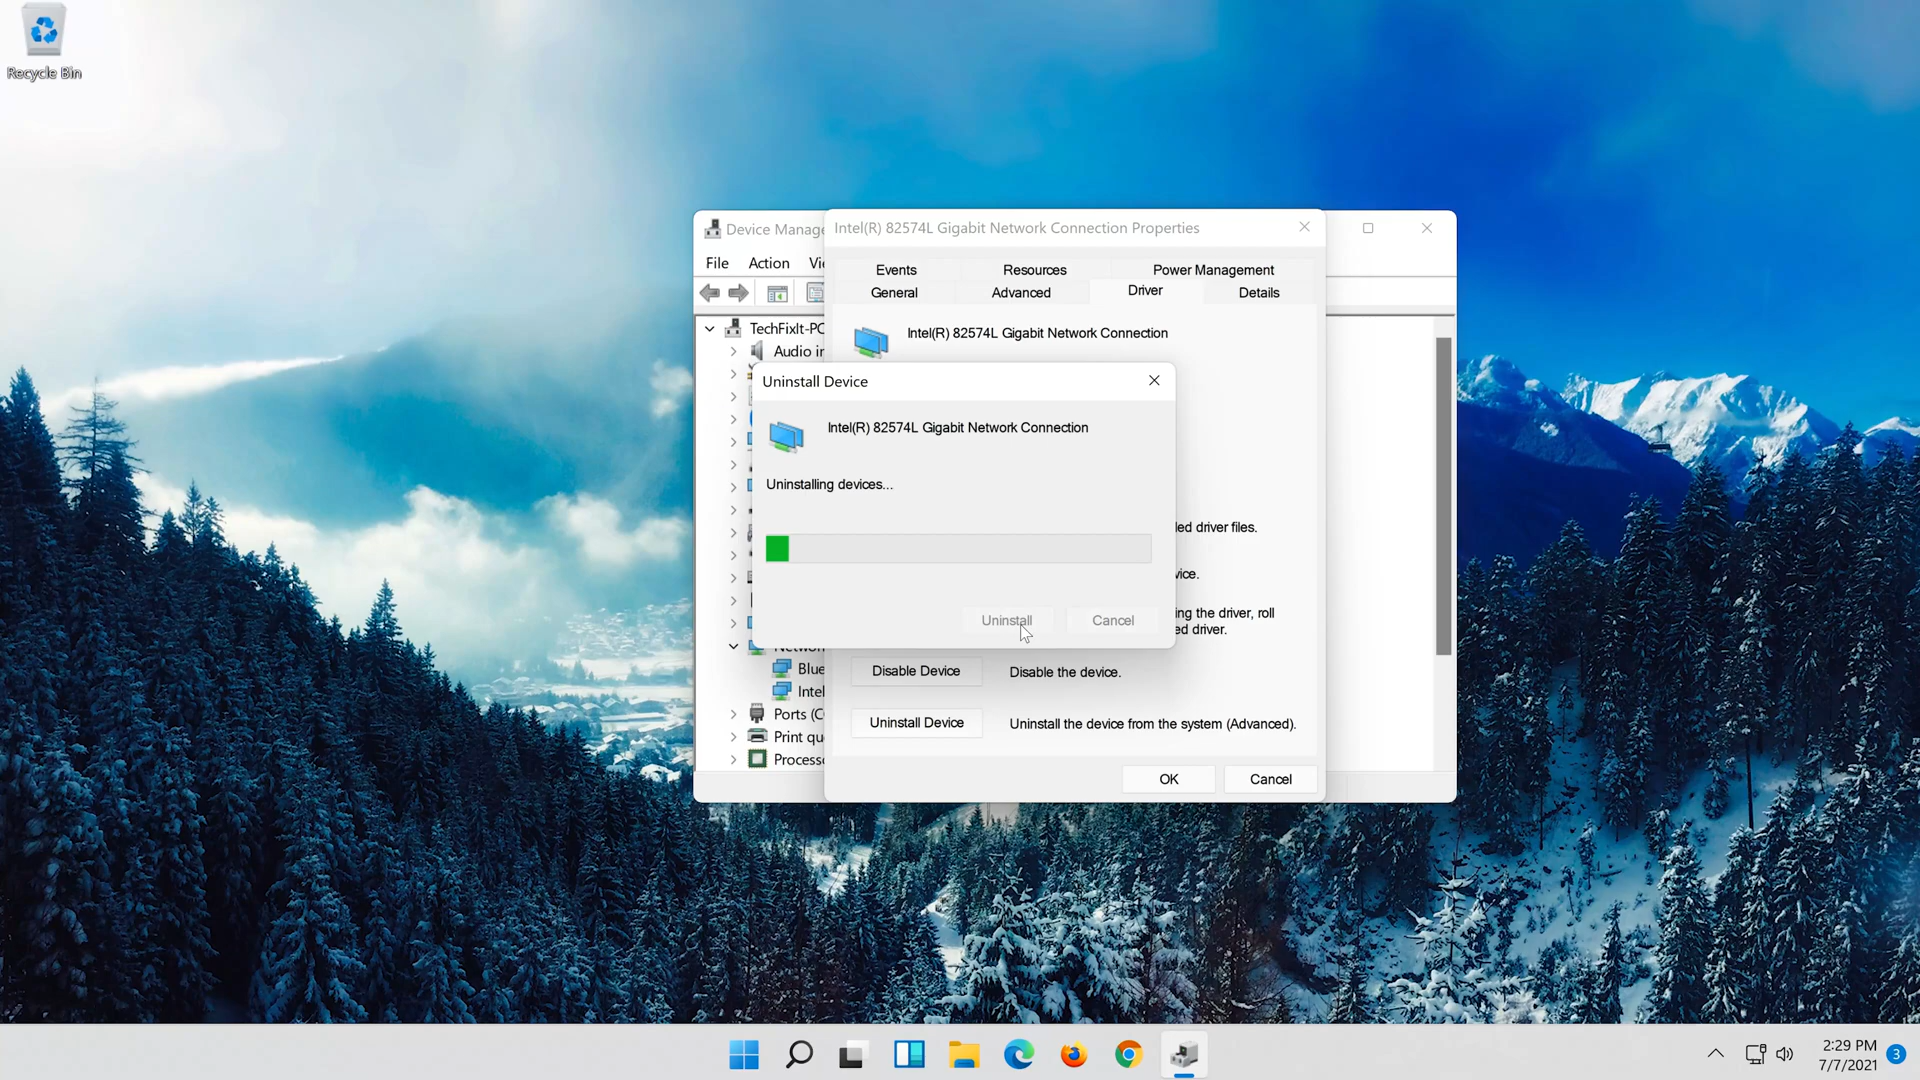 Recycle Bin
Device Manage
File Action Vi
TechFixIt-PC
Audio in
Networ
Blue
Intel
Ports (C
Print qu
Process
Intel(R) 82574L Gigabit Network Connection Properties
Events Resources Power Management
General Advanced Driver Details
Intel(R) 82574L Gigabit Network Connection
led driver files.
vice.
ing the driver, roll
ed driver.
Disable Device Disable the device.
Uninstall Device Uninstall the device from the system (Advanced).
OK Cancel
Uninstall Device
Intel(R) 82574L Gigabit Network Connection
Uninstalling devices...
Uninstall Cancel
2:29 PM
7/7/2021
3